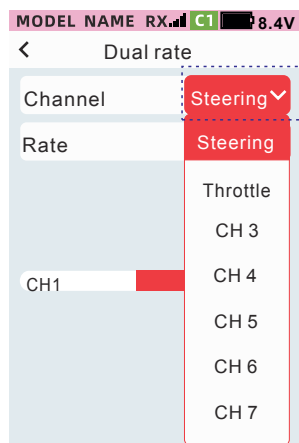 MODEL NAME RX C1 8.4V
Dual rate
Channel Steering
Rate Steering
Throttle
CH 3
CH 4
CH1
CH 5
CH 6
CH 7